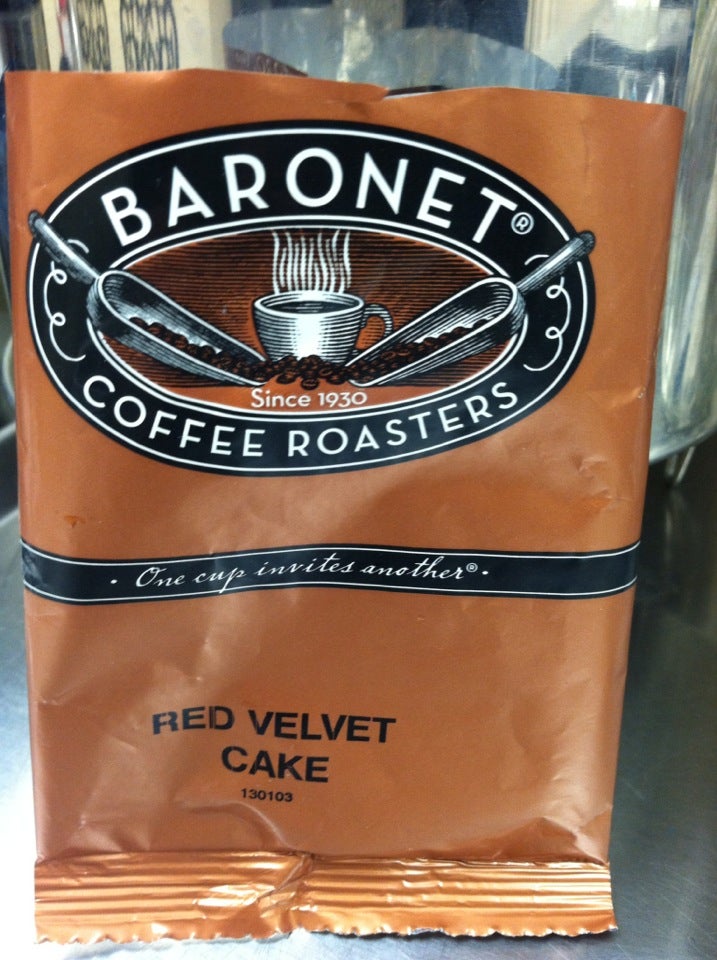 BARONET®
Since 1930
COFFEE ROASTERS
· One cup invites another®·
RED VELVET
CAKE
130103